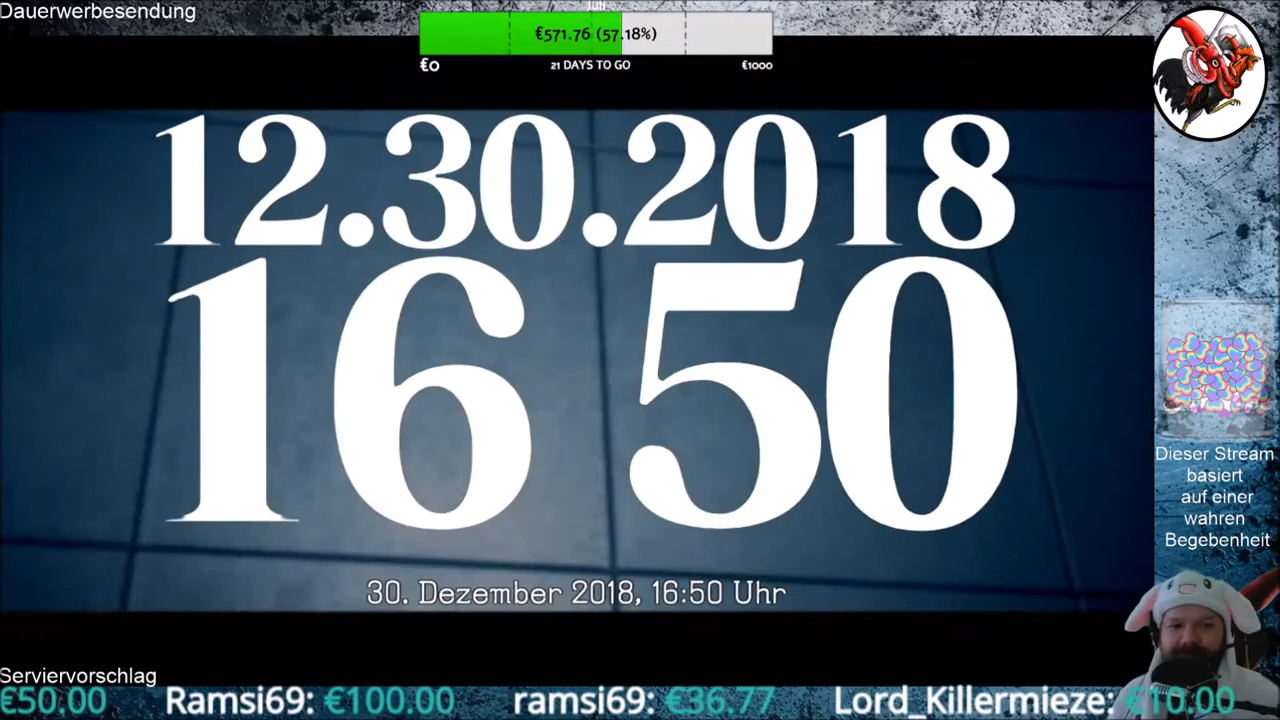 Dauerwerbesendung
Juli
€571.76 (57.18%)
€0
21 DAYS TO GO
€1000
12.30.2018
16 50
30. Dezember 2018, 16:50 Uhr
Dieser Stream
basiert
auf einer
wahren
Begebenheit
Serviervorschlag
€50.00 Ramsi69: €100.00 ramsi69: €36.77 Lord_Killermieze: €10.00